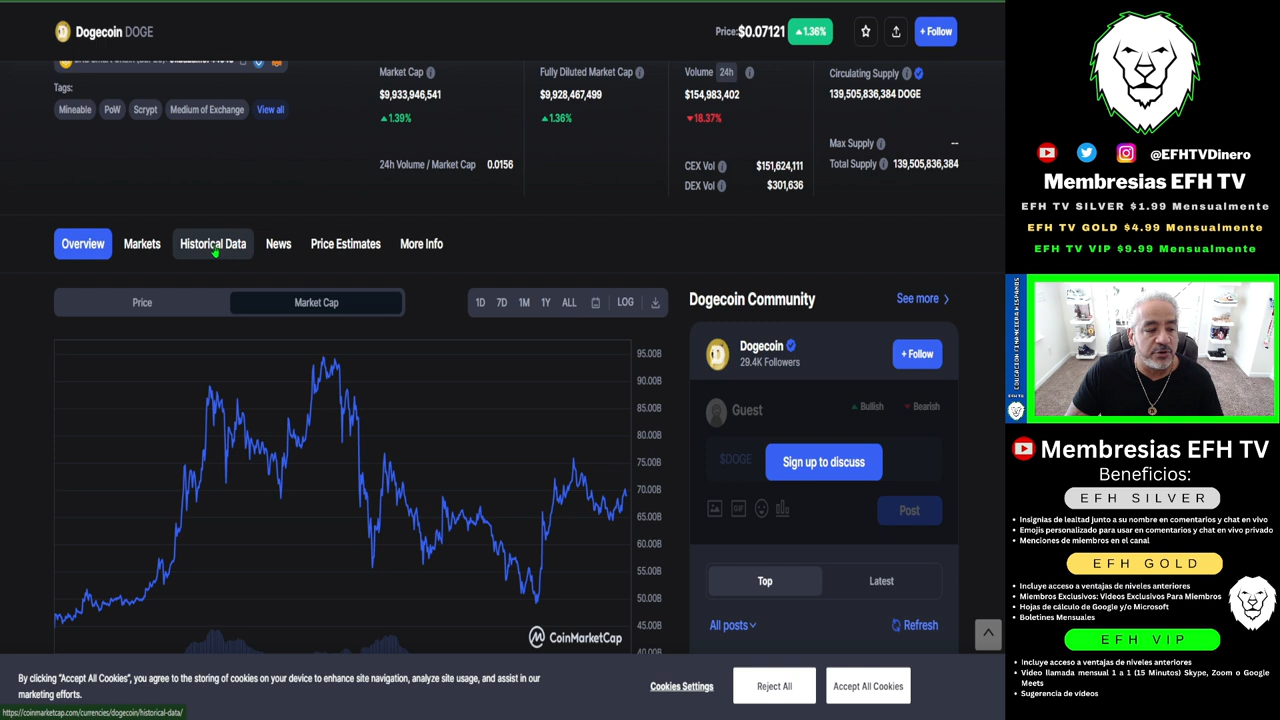 Dogecoin DOGE
Price:$0.07121
1.36%
+ Follow
Tags:
Mineable
PoW
Scrypt
Medium of Exchange
View all
Market Cap
$9,933,946,541
1.39%
24h Volume / Market Cap 0.0156
Fully Diluted Market Cap
$9,928,467,499
1.36%
Volume 24h
$154,983,402
18.37%
CEX Vol $151,624,111
DEX Vol $301,636
Circulating Supply
139,505,836,384 DOGE
Max Supply --
Total Supply 139,505,836,384
Overview
Markets
Historical Data
News
Price Estimates
More Info
Price
Market Cap
1D 7D 1M 1Y ALL
LOG
95.00B
90.00B
85.00B
80.00B
75.00B
70.00B
65.00B
60.00B
55.00B
50.00B
45.00B
40.00B
CoinMarketCap
Dogecoin Community
See more
Dogecoin
29.4K Followers
+ Follow
Guest
Bullish
Bearish
$DOGE
Sign up to discuss
GIF
Post
Top
Latest
All posts
Refresh
By clicking “Accept All Cookies”, you agree to the storing of cookies on your device to enhance site navigation, analyze site usage, and assist in our
marketing efforts.
Cookies Settings
Reject All
Accept All Cookies
https://coinmarketcap.com/currencies/dogecoin/historical-data/
@EFHTVDinero
Membresias EFH TV
EFH TV SILVER $1.99 Mensualmente
EFH TV GOLD $4.99 Mensualmente
EFH TV VIP $9.99 Mensualmente
EDUCACION FINANCIERA HISPANOS
EFH TV
Membresias EFH TV
Beneficios:
EFH SILVER
• Insignias de lealtad junto a su nombre en comentarios y chat en vivo
• Emojis personalizado para usar en comentarios y chat en vivo privado
• Menciones de miembros en el canal
EFH GOLD
• Incluye acceso a ventajas de niveles anteriores
• Miembros Exclusivos: Videos Exclusivos Para Miembros
• Hojas de cálculo de Google y/o Microsoft
• Boletines Mensuales
EFH VIP
• Incluye acceso a ventajas de niveles anteriores
• Video llamada mensual 1 a 1 (15 Minutos) Skype, Zoom o Google
Meets
• Sugerencia de vídeos